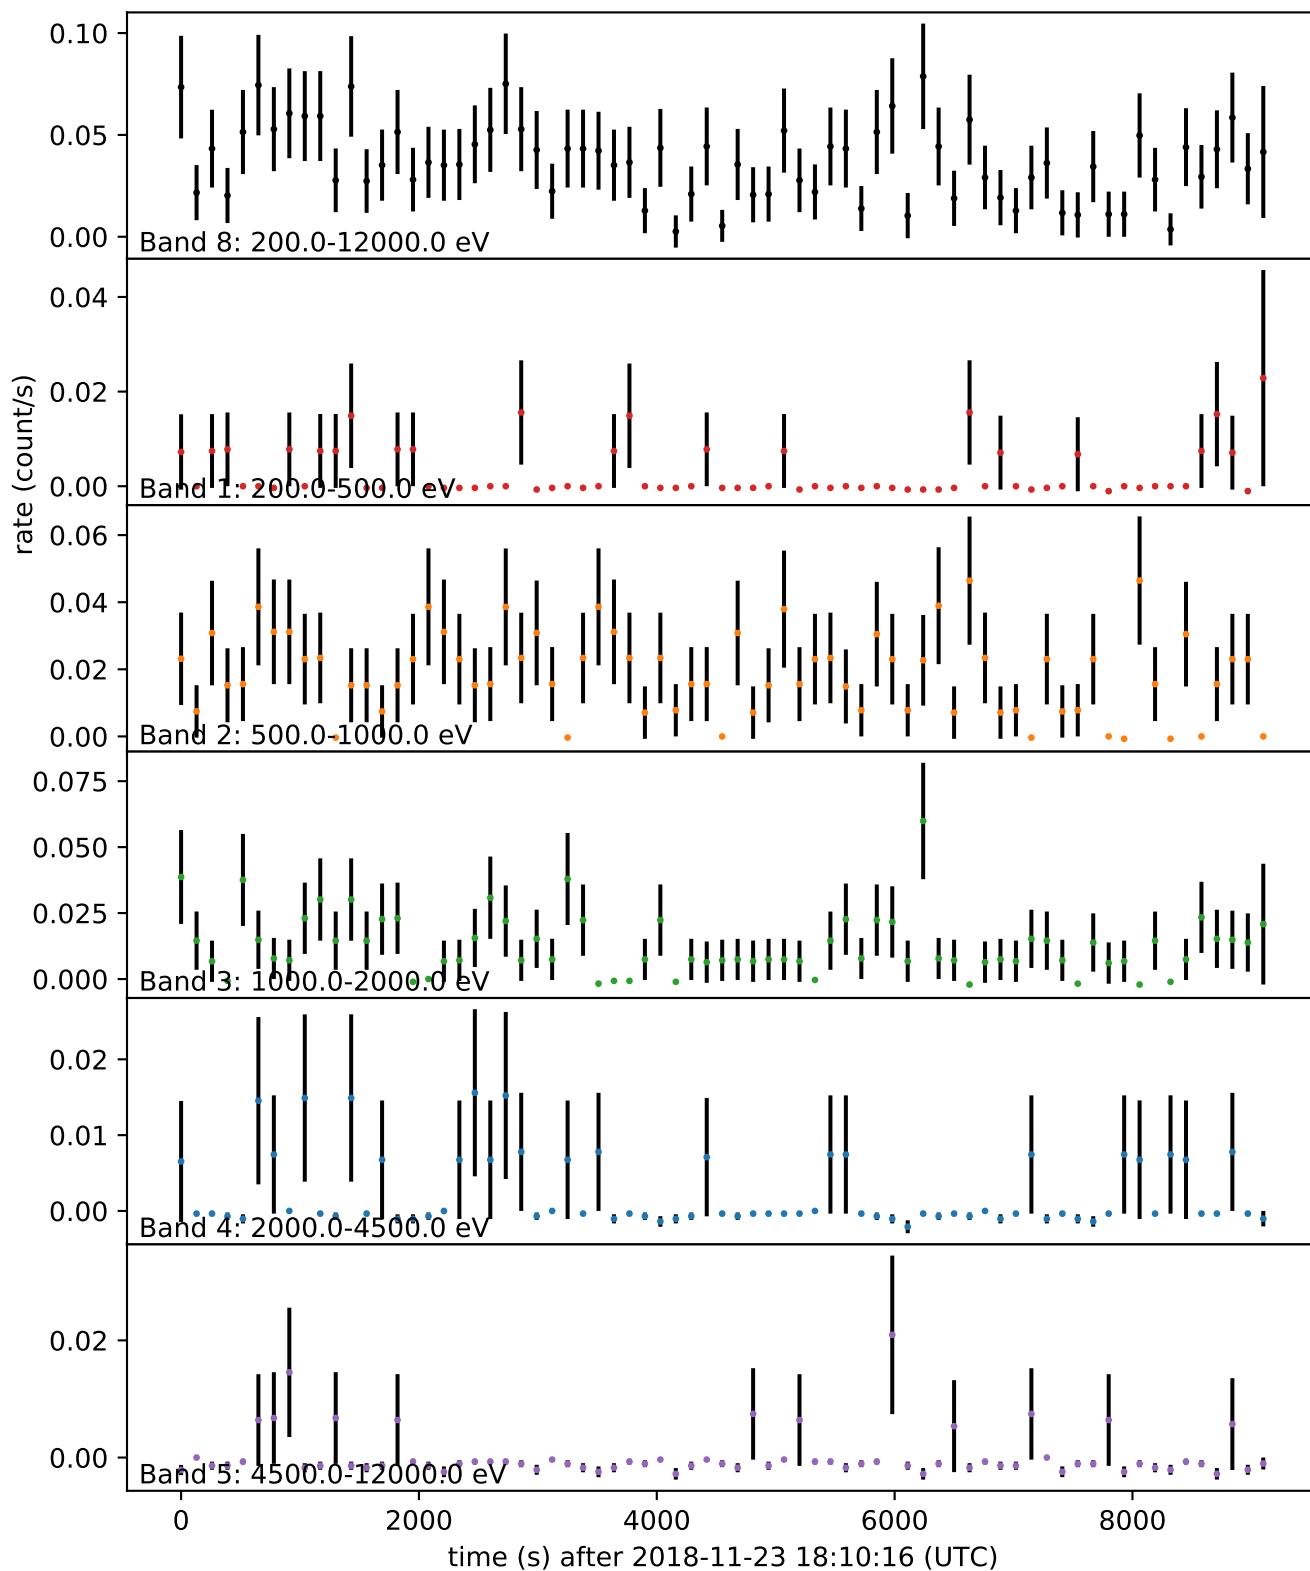 0.10
0.05
0.00
Band 8: 200.0-12000.0 eV
0.04
0.02
0.00
Band 1: 200.0-500.0 eV
rate (count/s)
0.06
0.04
0.02
0.00
Band 2: 500.0-1000.0 eV
0.075
0.050
0.025
0.000
Band 3: 1000.0-2000.0 eV
0.02
0.01
0.00
Band 4: 2000.0-4500.0 eV
0.02
0.00
Band 5: 4500.0-12000.0 eV
0 2000 4000 6000 8000
time (s) after 2018-11-23 18:10:16 (UTC)